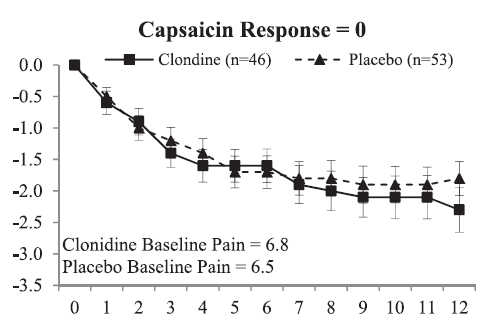 Capsaicin Response = 0
Clondine (n=46) Placebo (n=53)
0.0
-0.5
-1.0
-1.5
-2.0
-2.5
-3.0
-3.5
Clonidine Baseline Pain = 6.8
Placebo Baseline Pain = 6.5
0 1 2 3 4 5 6 7 8 9 10 11 12